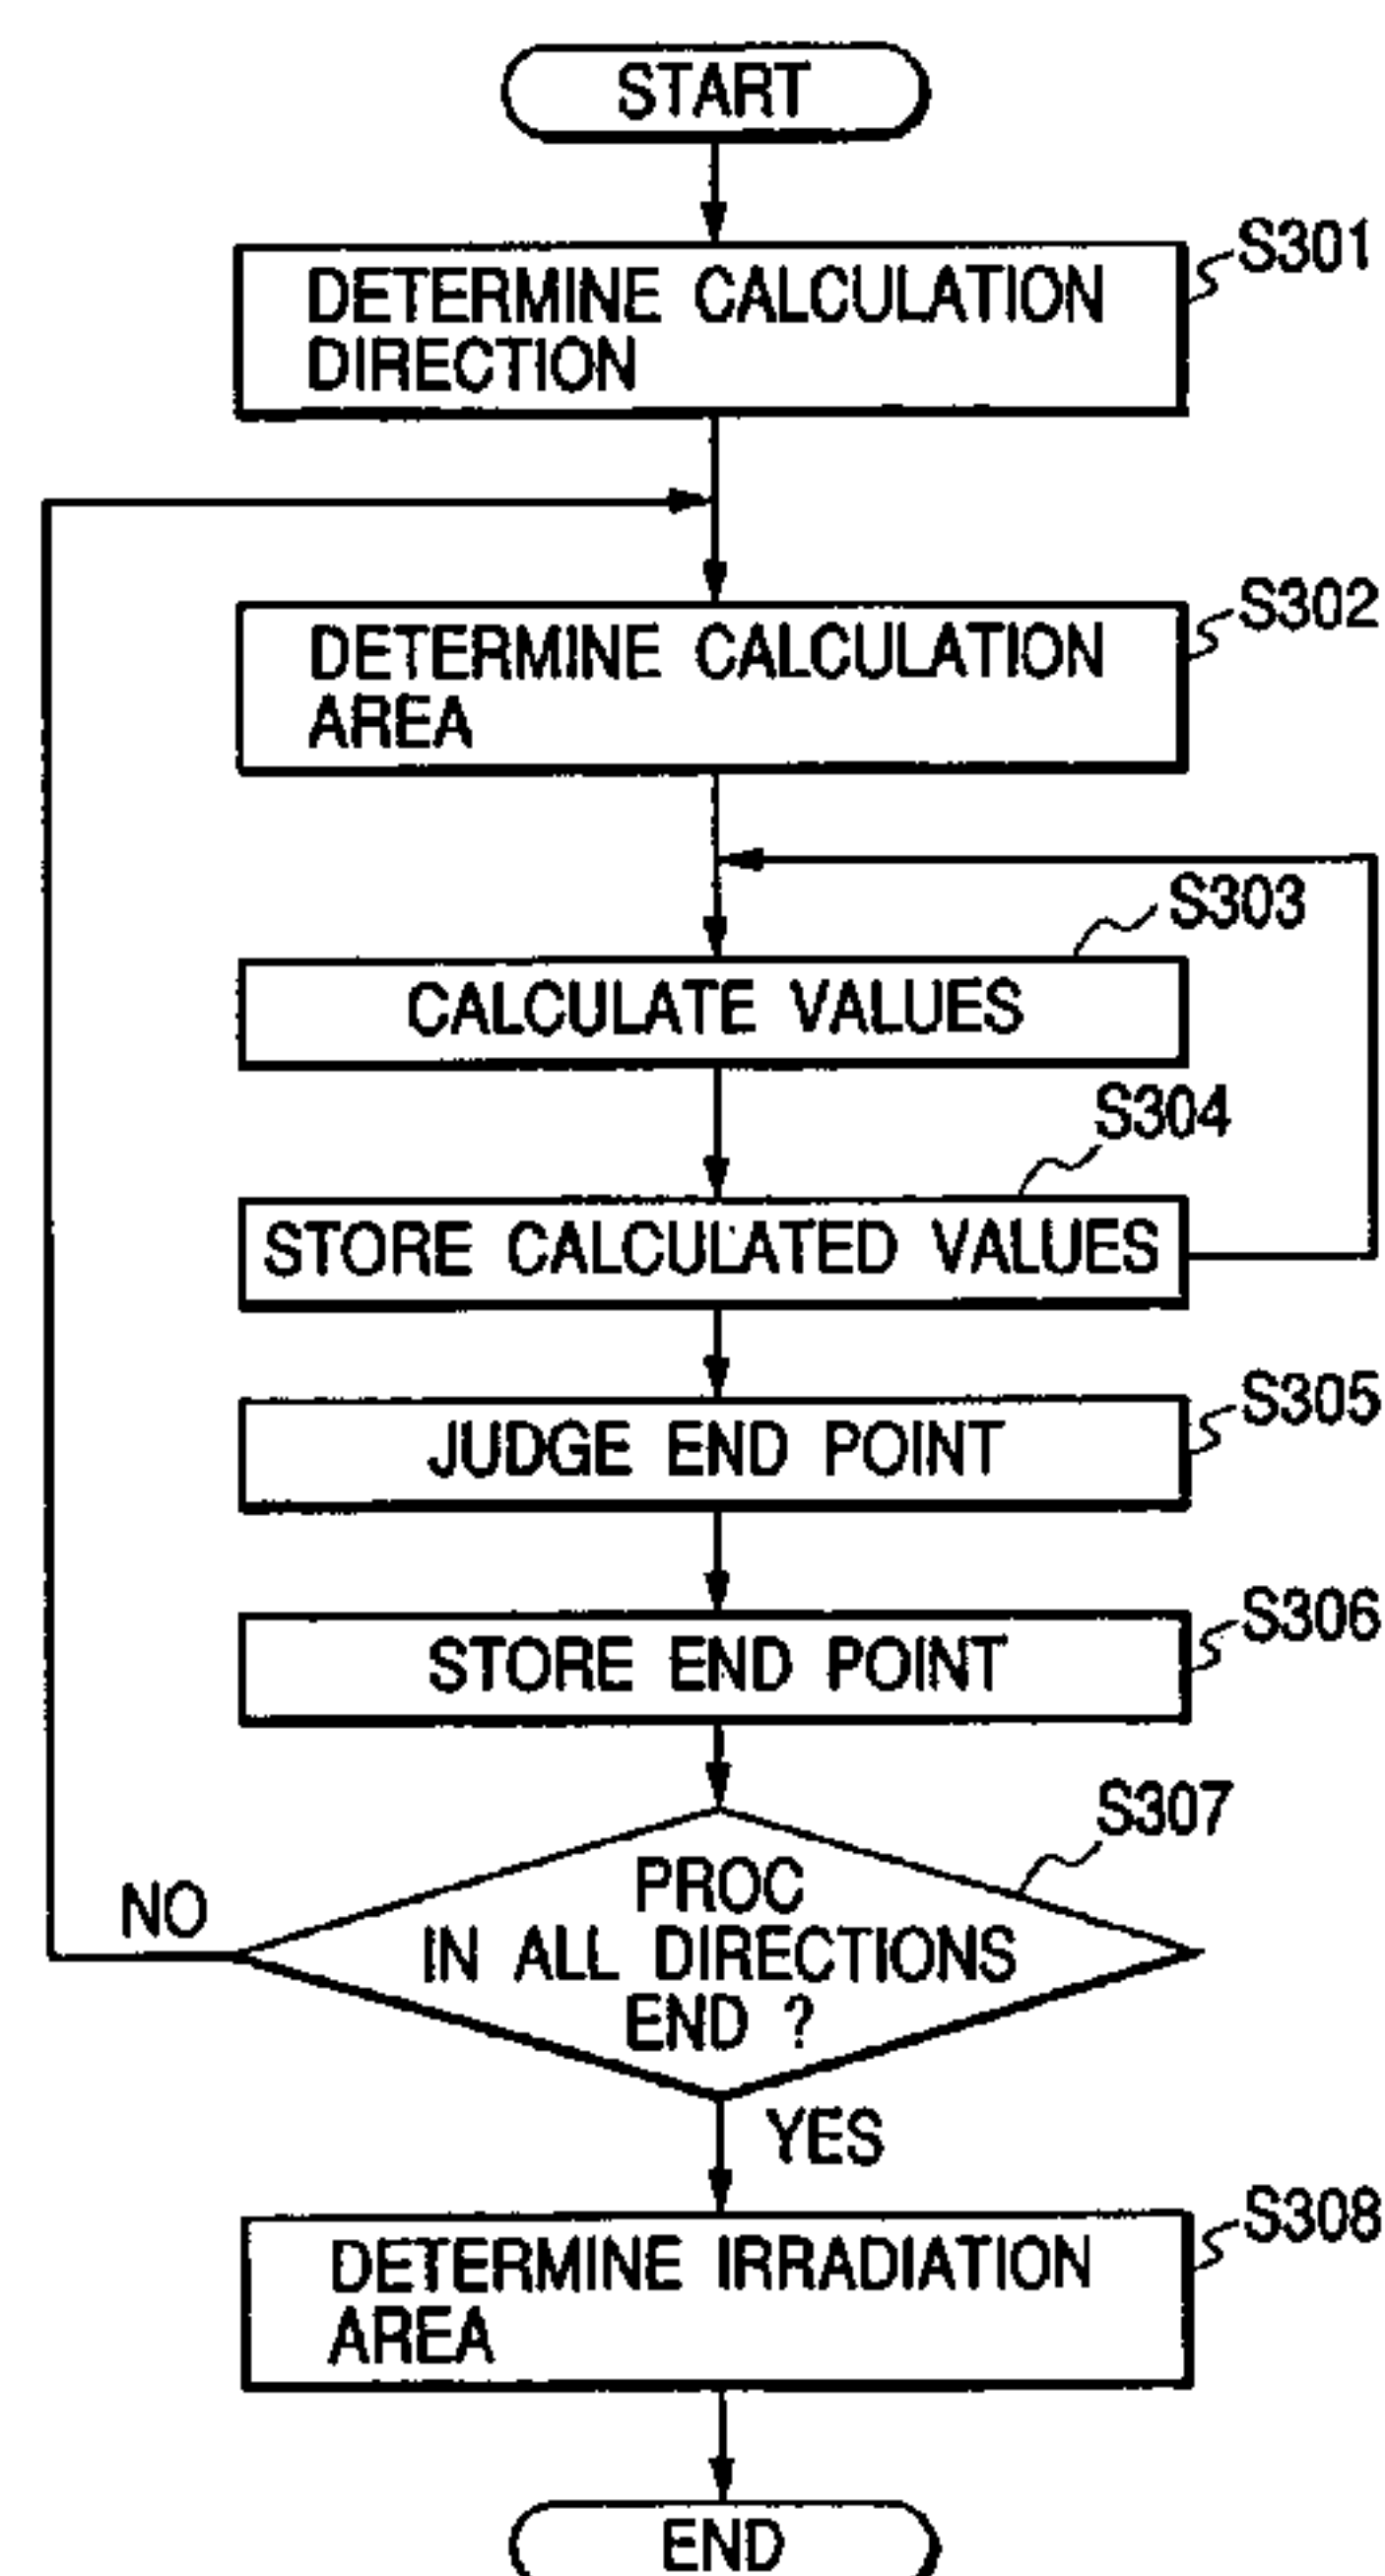 START
S301
DETERMINE CALCULATION
DIRECTION
S302
DETERMINE CALCULATION
AREA
S303
CALCULATE VALUES
S304
STORE CALCULATED VALUES
S305
JUDGE END POINT
S306
STORE END POINT
S307
PROC
IN ALL DIRECTIONS
END ?
NO
YES
S308
DETERMINE IRRADIATION
AREA
END